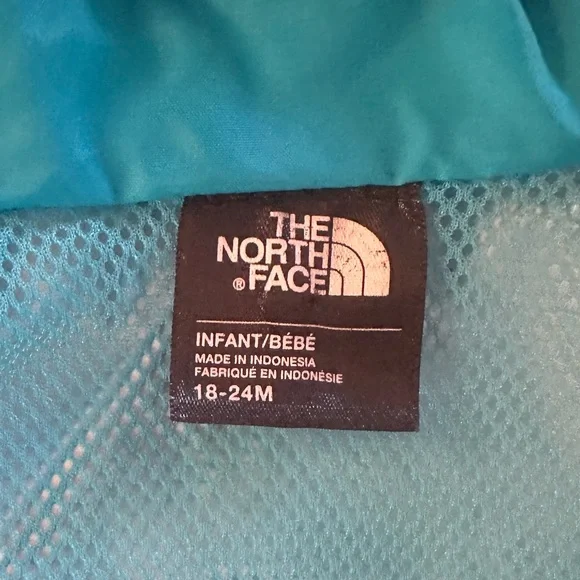 THE
NORTH
® FACE
INFANT/BÉBÉ
MADE IN INDONESIA
FABRIQUÉ EN INDONÉSIE
18-24M